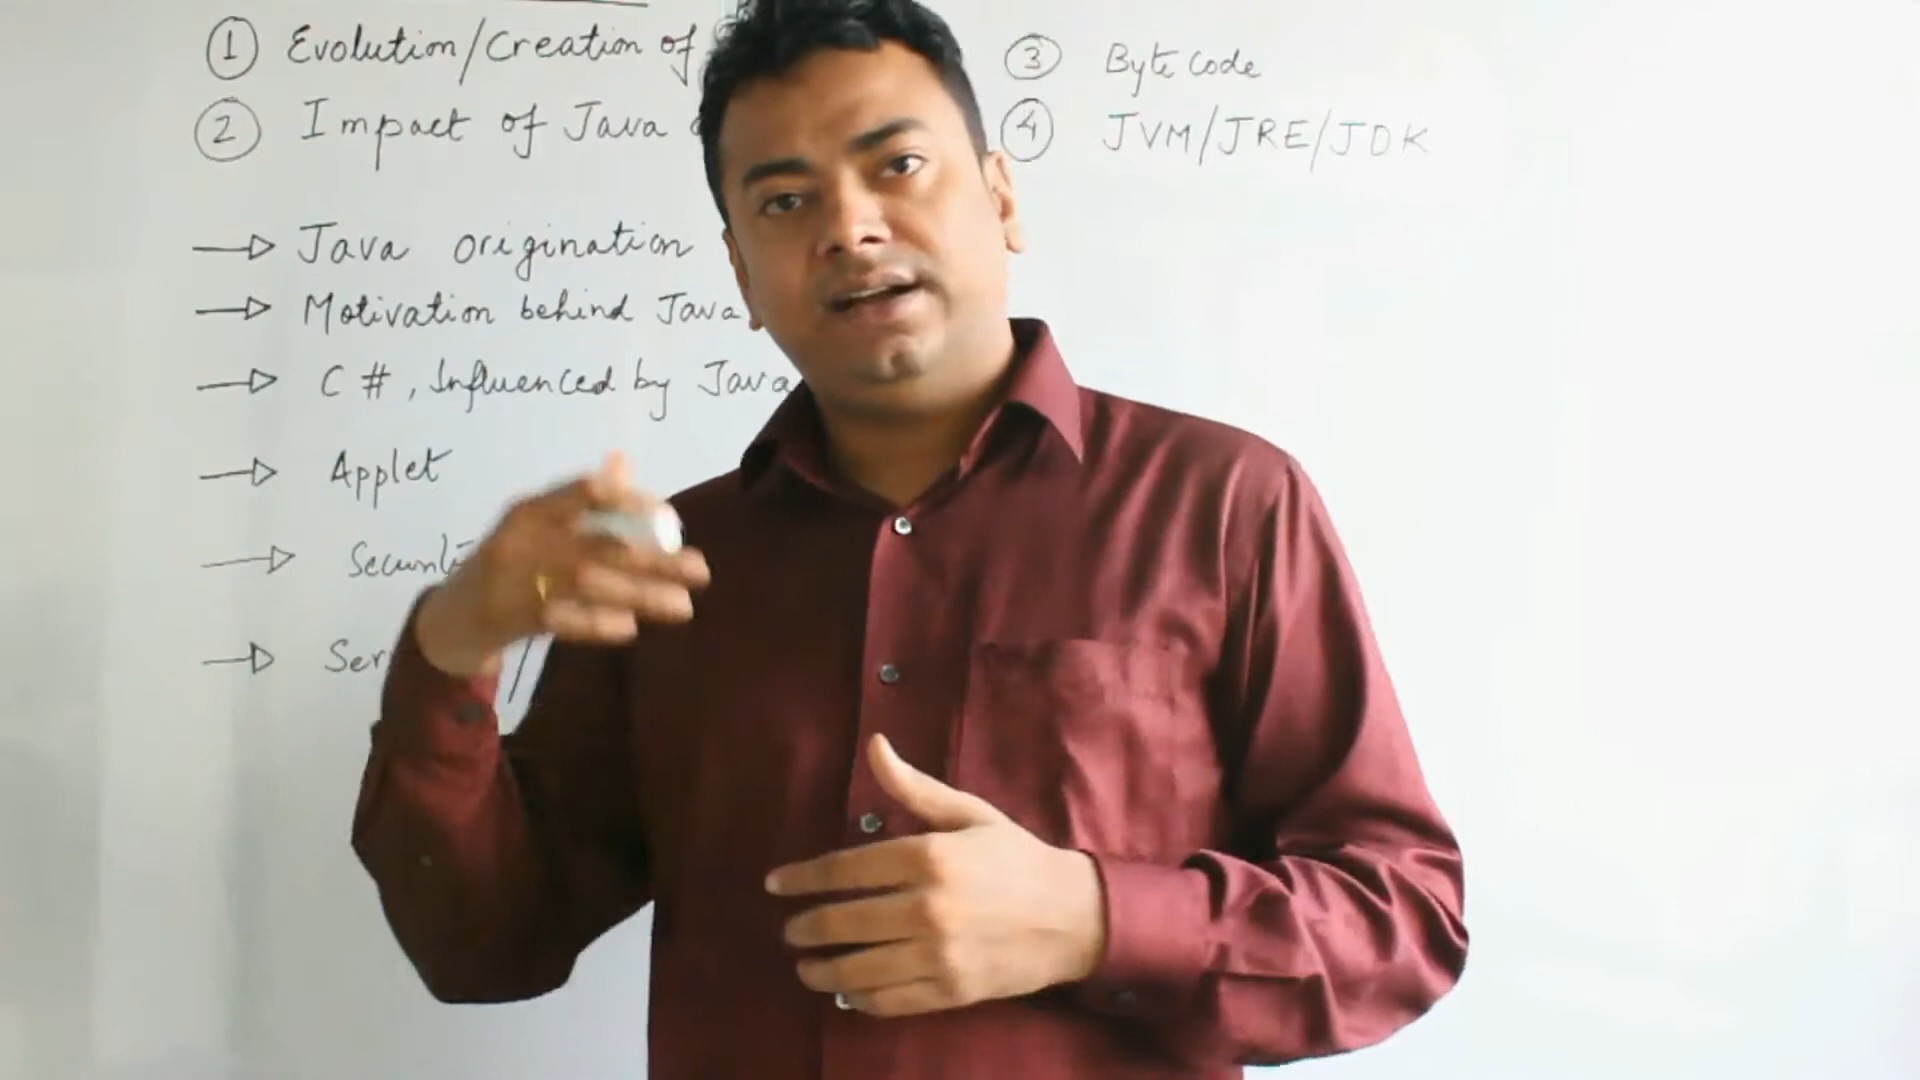 ① Evolution/Creation of
② Impact of Java
③ Byte code
④ JVM/JRE/JDK
→ Java origination
→ Motivation behind Java
→ C#, Influenced by Java
→ Applet
→
→